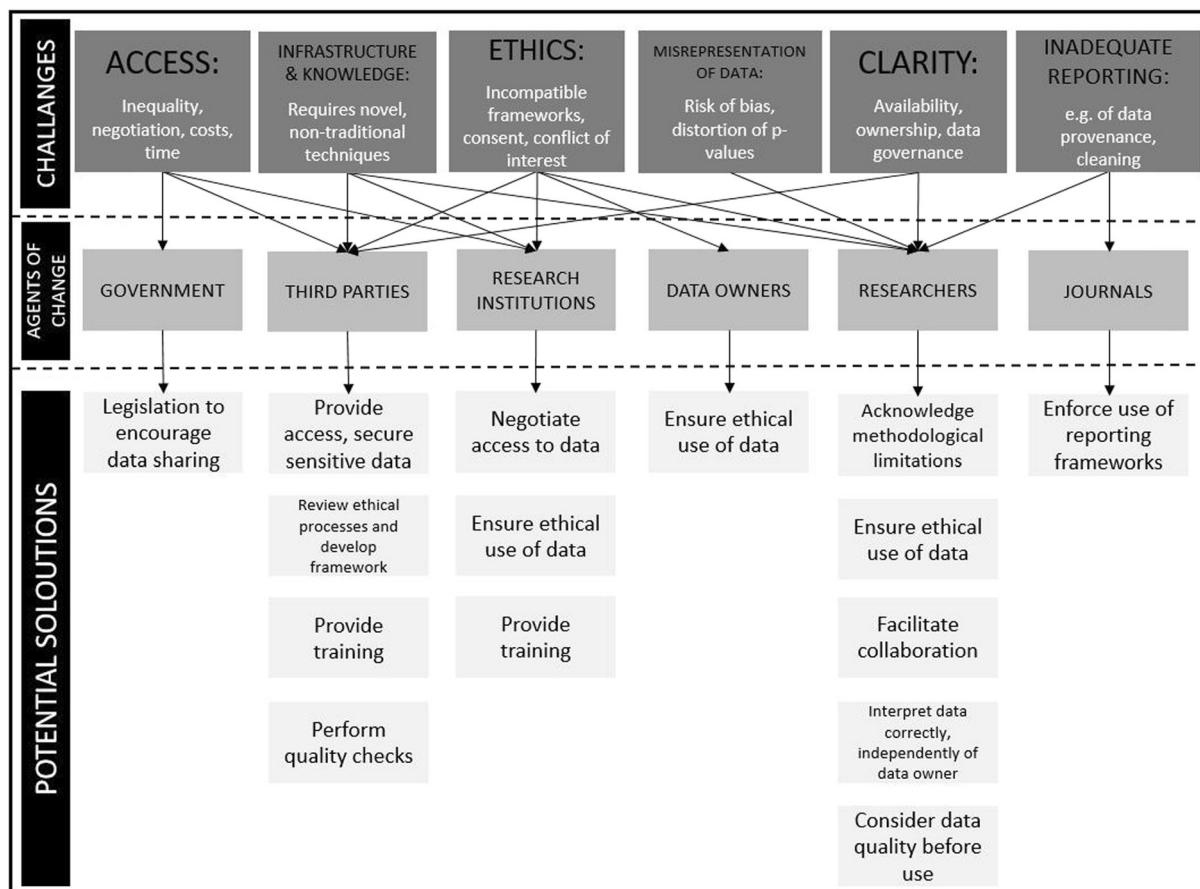 CHALLANGES
ACCESS:
Inequality,
negotiation, costs,
time
INFRASTRUCTURE
& KNOWLEDGE:
Requires novel,
non-traditional
techniques
ETHICS:
Incompatible
frameworks,
consent, conflict of
interest
MISREPRESENTATION
OF DATA:
Risk of bias,
distortion of p-
values
CLARITY:
Availability,
ownership, data
governance
INADEQUATE
REPORTING:
e.g. of data
provenance,
cleaning
AGENTS OF
CHANGE
GOVERNMENT
THIRD PARTIES
RESEARCH
INSTITUTIONS
DATA OWNERS
RESEARCHERS
JOURNALS
POTENTIAL SOLOUTIONS
Legislation to
encourage
data sharing
Provide
access, secure
sensitive data
Review ethical
processes and
develop
framework
Provide
training
Perform
quality checks
Negotiate
access to data
Ensure ethical
use of data
Provide
training
Ensure ethical
use of data
Acknowledge
methodological
limitations
Ensure ethical
use of data
Facilitate
collaboration
Interpret data
correctly,
independently of
data owner
Consider data
quality before
use
Enforce use of
reporting
frameworks